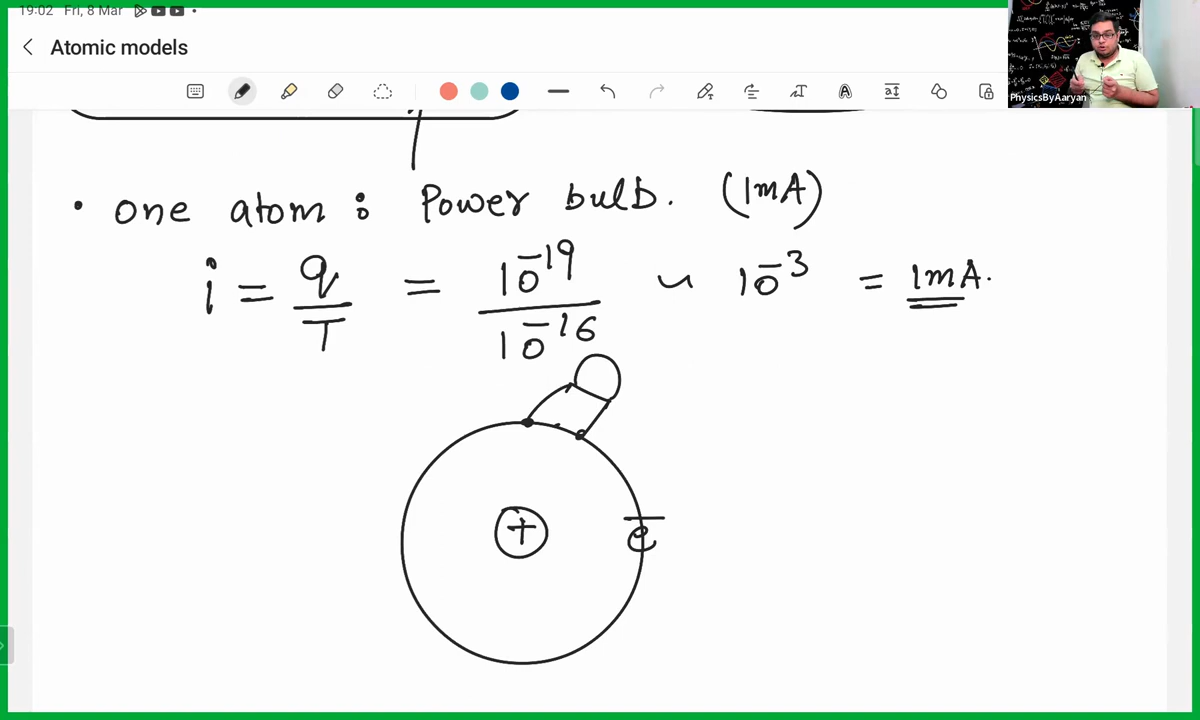 19:02 Fri, 8 Mar
Atomic models
PhysicsByAaryan
• one atom : Power bulb. (1mA)
i = q/T = 10^-19/10^-16 ~ 10^-3 = 1mA.
+
e